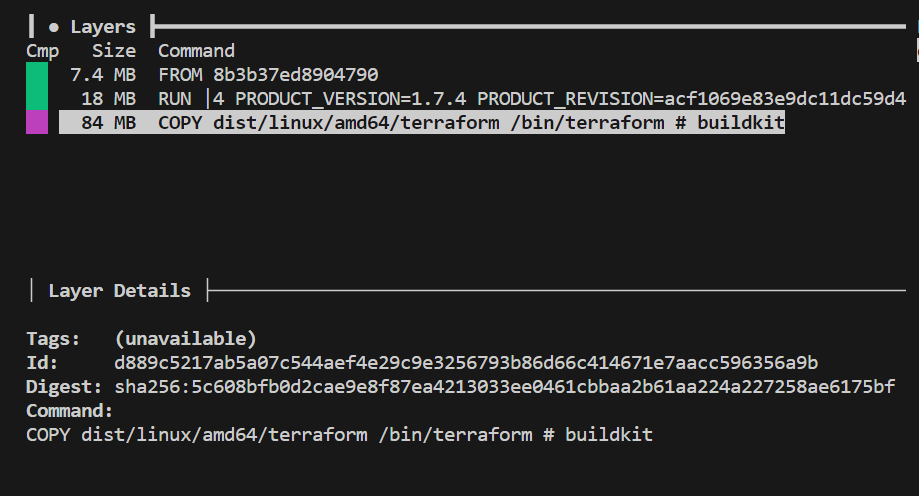 ● Layers
Cmp Size Command
7.4 MB FROM 8b3b37ed8904790
18 MB RUN |4 PRODUCT_VERSION=1.7.4 PRODUCT_REVISION=acf1069e83e9dc11dc59d4
84 MB COPY dist/linux/amd64/terraform /bin/terraform # buildkit
Layer Details
Tags: (unavailable)
Id: d889c5217ab5a07c544aef4e29c9e3256793b86d66c414671e7aacc596356a9b
Digest: sha256:5c608bfb0d2cae9e8f87ea4213033ee0461cbbaa2b61aa224a227258ae6175bf
Command:
COPY dist/linux/amd64/terraform /bin/terraform # buildkit